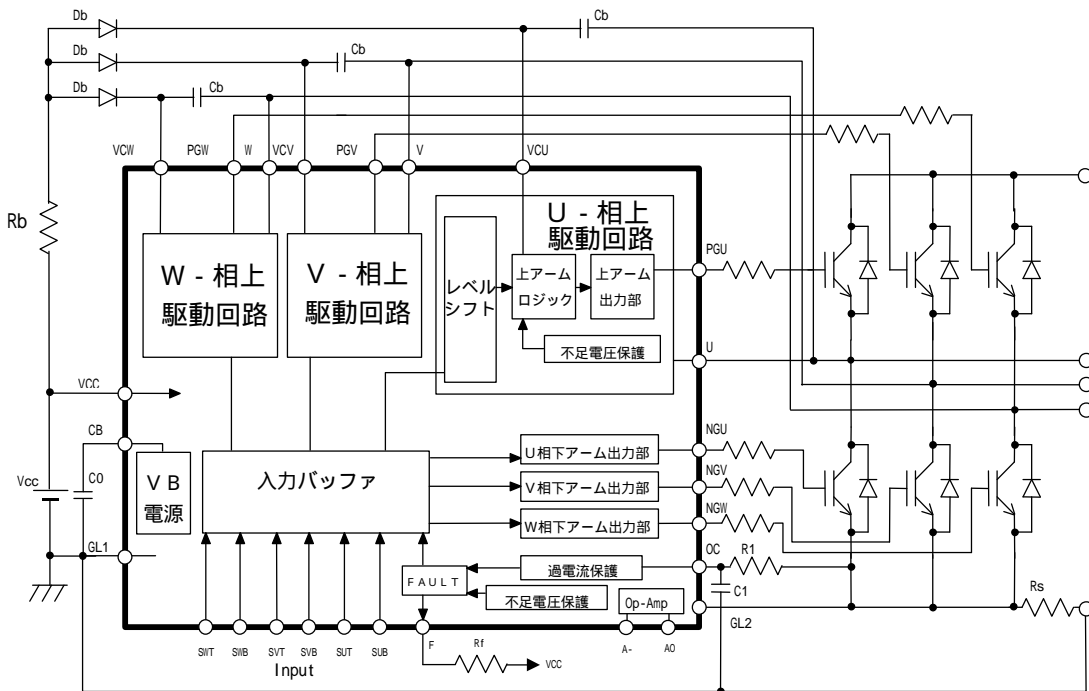 Db
Cb
Db
Cb
Db
Cb
VCW
PGW
W
VCV
PGV
V
VCU
Rb
W-相上
駆動回路
V-相上
駆動回路
U-相上
駆動回路
レベル
シフト
上アーム
ロジック
上アーム
出力部
不足電圧保護
PGU
U
VCC
CB
C0
Vcc
VB
電源
入力バッファ
U相下アーム出力部
V相下アーム出力部
W相下アーム出力部
NGU
NGV
NGW
GL1
FAULT
過電流保護
不足電圧保護
OC
R1
C1
Op-Amp
GL2
Rs
SWT
SWB
SVT
SVB
SUT
SUB
F
Rf
VCC
A-
AO
Input